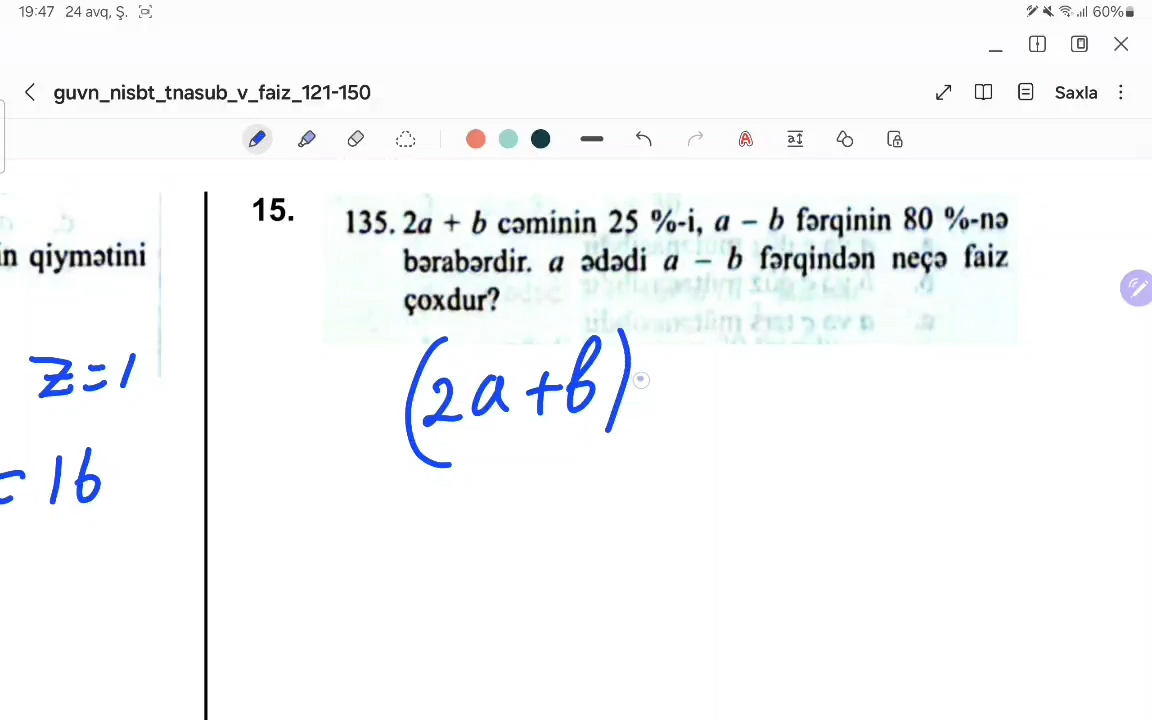 19:47 24 avq, Ş. 60%
guvn_nisbt_tnasub_v_faiz_121-150 Saxla
n qiymətini
z=1
= 16
15.
135. 2a + b cəminin 25 %-i, a – b fərqinin 80 %-nə
bərabərdir. a ədədi a – b fərqindən neçə faiz
çoxdur?
(2a+b)